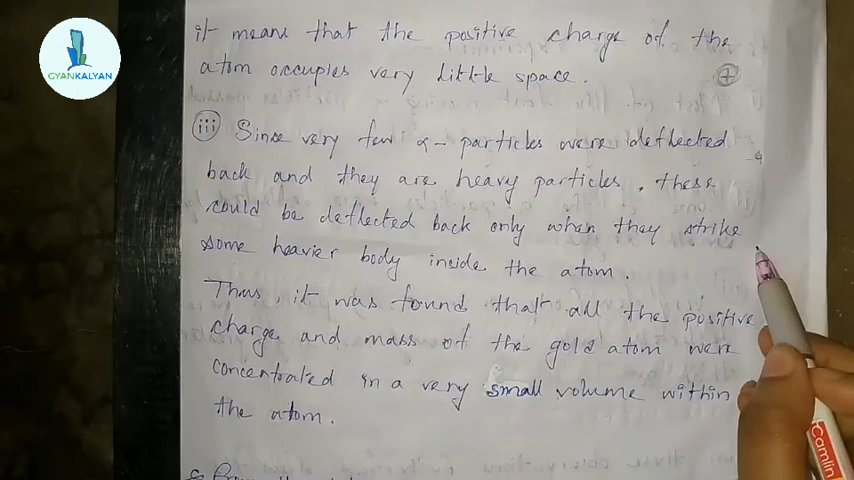 GYANKALYAN
it means that the positive charge of the
atom occupies very little space.
7
iii Since very few α- particles were deflected
back and they are heavy particles, these
could be deflected back only when they strike
some heavier body inside the atom.
Thus, it was found that all the positive
charge and mass of the gold atom were
concentrated in a very small volume within
the atom.
Camlin